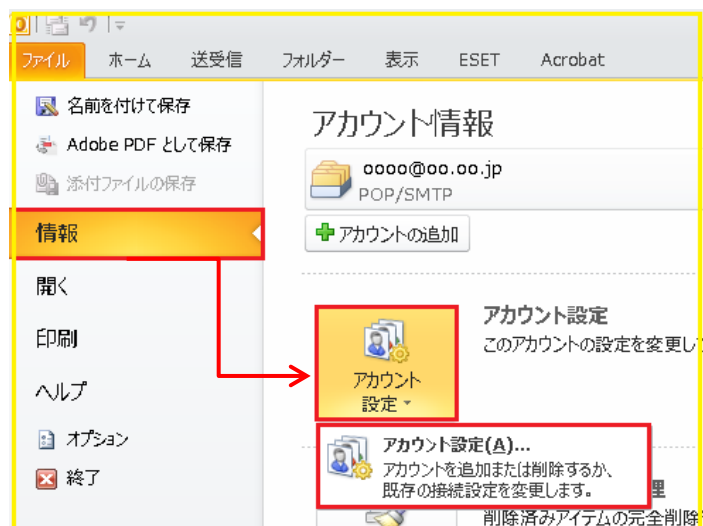 ファイル ホーム 送受信 フォルダー 表示 ESET Acrobat
名前を付けて保存
Adobe PDF として保存
添付ファイルの保存
情報
開く
印刷
ヘルプ
オプション
終了
アカウント情報
oooo@oo.oo.jp
POP/SMTP
アカウントの追加
アカウント
設定
アカウント設定
このアカウントの設定を変更し
アカウント設定(A)...
アカウントを追加または削除するか、
既存の接続設定を変更します。
理
削除済みアイテムの完全削除